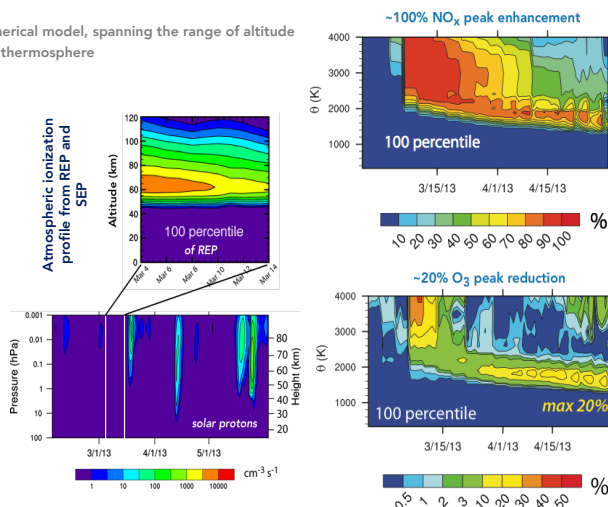 nerical model, spanning the range of altitude
thermosphere
Atmospheric ionization
profile from REP and
SEP
Altitude (km)
120
100
80
60
40
20
0
100 percentile
of REP
Mar 4
Mar 6
Mar 8
Mar 10
Mar 12
Mar 14
Pressure (hPa)
0.001
0.01
0.1
1
10
100
80
70
60
50
40
30
20
Height (km)
solar protons
3/1/13
4/1/13
5/1/13
1
10
100
1000
10000
cm-3 s-1
~100% NOx peak enhancement
θ (K)
4000
3000
2000
1000
100 percentile
3/15/13
4/1/13
4/15/13
10
20
30
40
50
60
70
80
90
100
%
~20% O3 peak reduction
θ (K)
4000
3000
2000
1000
100 percentile
max 20%
3/15/13
4/1/13
4/15/13
0.5
1
2
3
10
20
30
40
50
%